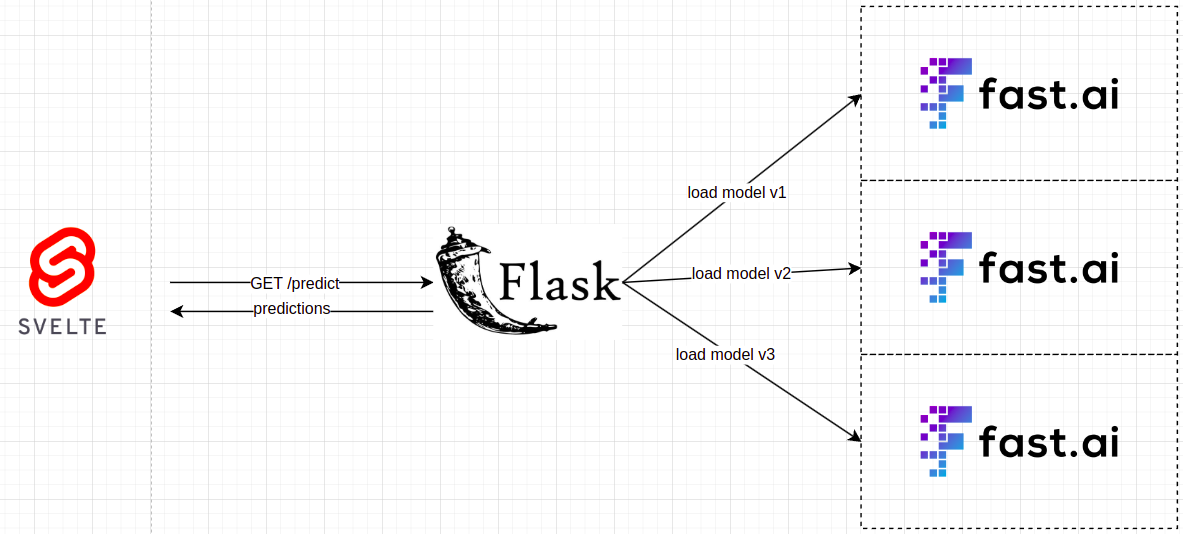 fast.ai
load model v1
SVELTE
GET /predict
predictions
Flask
load model v2
fast.ai
load model v3
fast.ai